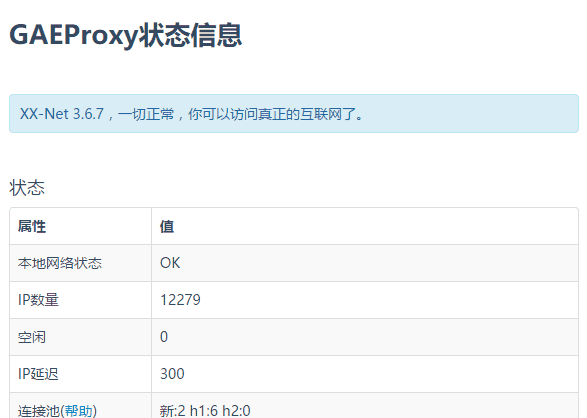 GAEProxy状态信息
XX-Net 3.6.7，一切正常，你可以访问真正的互联网了。
状态
属性 值
本地网络状态 OK
IP数量 12279
空闲 0
IP延迟 300
连接池(帮助) 新:2 h1:6 h2:0